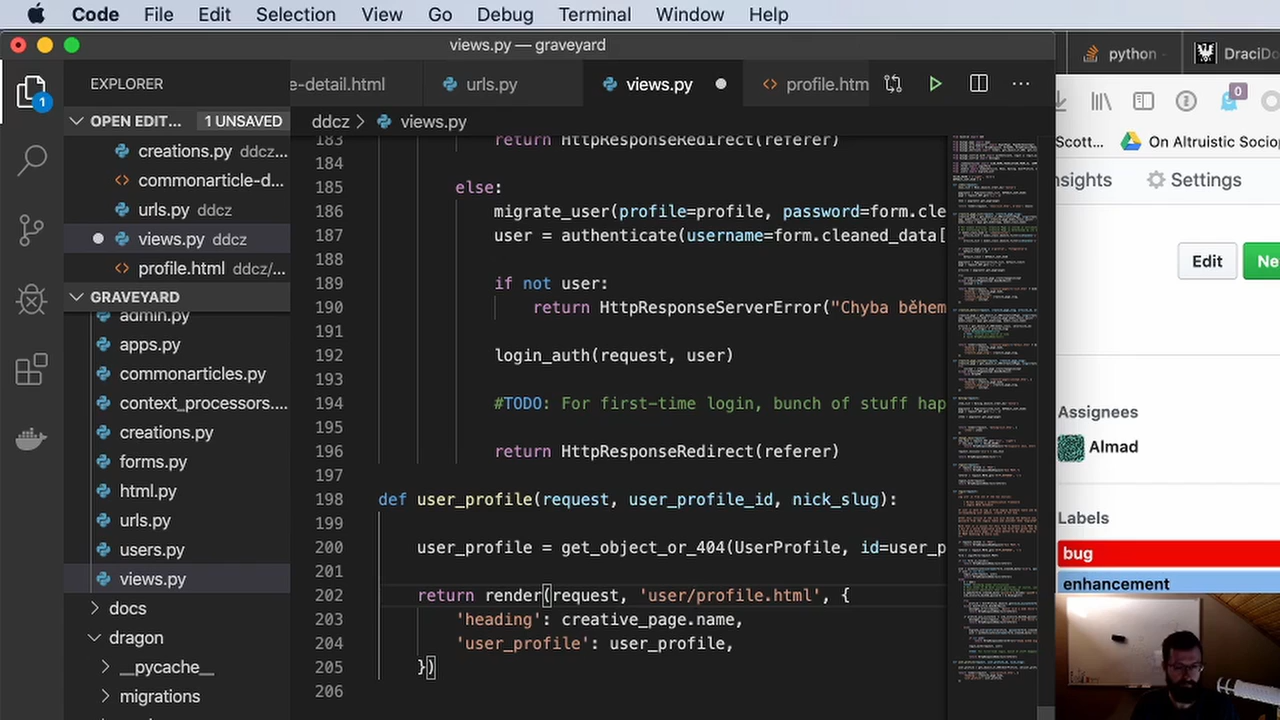 Code File Edit Selection View Go Debug Terminal Window Help
views.py — graveyard
python
DraciDo
EXPLORER
e-detail.html
urls.py
views.py
profile.htm
OPEN EDIT... 1 UNSAVED
ddcz > views.py
creations.py ddcz...
commonarticle-d...
urls.py ddcz
views.py ddcz
profile.html ddcz/...
GRAVEYARD
admin.py
apps.py
commonarticles.py
context_processor...
creations.py
forms.py
html.py
urls.py
users.py
views.py
docs
dragon
__pycache__
migrations
1
183 return HttpResponseRedirect(referer)
184
185 else:
186 migrate_user(profile=profile, password=form.cle
187 user = authenticate(username=form.cleaned_data[
188
189 if not user:
190 return HttpResponseServerError("Chyba během
191
192 login_auth(request, user)
193
194 #TODO: For first-time login, bunch of stuff hap
195
196 return HttpResponseRedirect(referer)
197
198 def user_profile(request, user_profile_id, nick_slug):
199
200 user_profile = get_object_or_404(UserProfile, id=user_p
201
202 return render(request, 'user/profile.html', {
203 'heading': creative_page.name,
204 'user_profile': user_profile,
205 })
206
0
Scott...
On Altruistic Sociop
nsights
Settings
Edit
Ne
Assignees
Almad
Labels
bug
enhancement